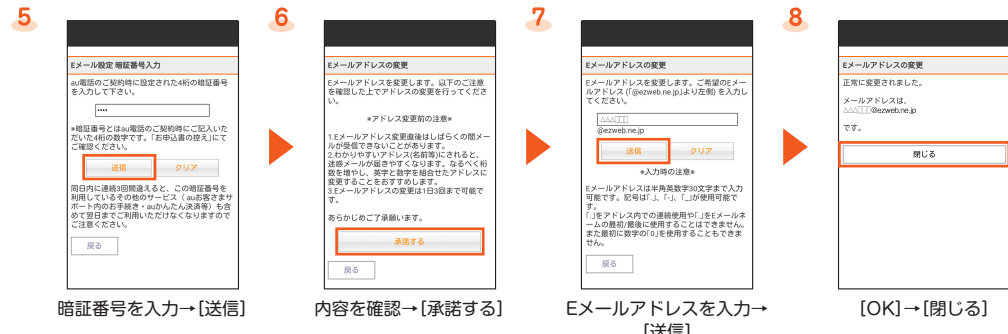 5
Eメール設定 暗証番号入力
au電話のご契約時に設定された4桁の暗証番号
を入力して下さい。
····
※暗証番号とはau電話のご契約時にご記入いた
だいた4桁の数字です。「お申込書の控え」にて
ご確認ください。
送信 クリア
同日内に連続3回間違えると、この暗証番号を
利用しているその他のサービス（auお客さまサ
ポート内のお手続き・auかんたん決済等）も含
めて翌日までご利用いただけなくなりますので
ご注意ください。
戻る
暗証番号を入力→[送信]
6
Eメールアドレスの変更
Eメールアドレスを変更します。以下のご注意
を確認した上でアドレスの変更を行ってくださ
い。
※アドレス変更前の注意※
1.Eメールアドレス変更直後はしばらくの間メー
ルが受信できないことがあります。
2.わかりやすいアドレス(名前等)にされると、
迷惑メールが届きやすくなります。なるべく桁
数を増やし、英字と数字を組合せたアドレスに
変更することをおすすめします。
3.Eメールアドレスの変更は1日3回まで可能で
す。
あらかじめご了承願います。
承諾する
戻る
内容を確認→[承諾する]
7
Eメールアドレスの変更
Eメールアドレスを変更します。ご希望のEメー
ルアドレス(「@ezweb.ne.jp」より左側) を入力し
てください。
△△△□□□
@ezweb.ne.jp
送信 クリア
※入力時の注意※
Eメールアドレスは半角英数字30文字まで入力
可能です。記号は「.」、「-」、「_」が使用可能で
す。
「.」をアドレス内での連続使用や「.」をEメールネ
ームの最初/最後に使用することはできません。
また最初に数字の「0」を使用することもできま
せん。
戻る
Eメールアドレスを入力→
[送信]
8
Eメールアドレスの変更
正常に変更されました。
メールアドレスは、
△△△□□□@ezweb.ne.jp
です。
閉じる
[OK]→[閉じる]